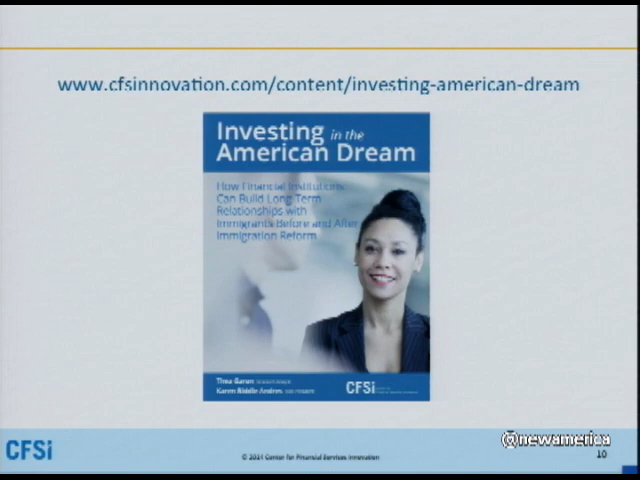 www.cfsinnovation.com/content/investing-american-dream
Investing in the
American Dream
How Financial Institutions
Can Build Long-Term
Relationships with
Immigrants Before and After
Immigration Reform
Thea Garon
Karen Biddle Andres
CFSi
CFSi
© 2014 Center for Financial Services Innovation
@newamerica
10